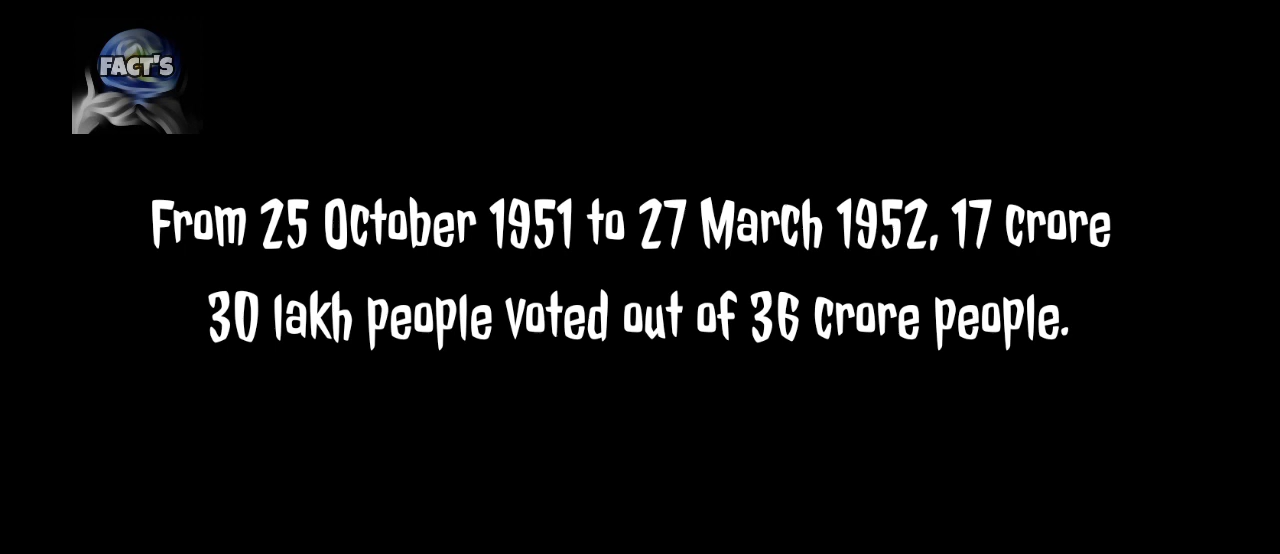 FACT'S
From 25 October 1951 to 27 March 1952, 17 crore
30 lakh people voted out of 36 crore people.